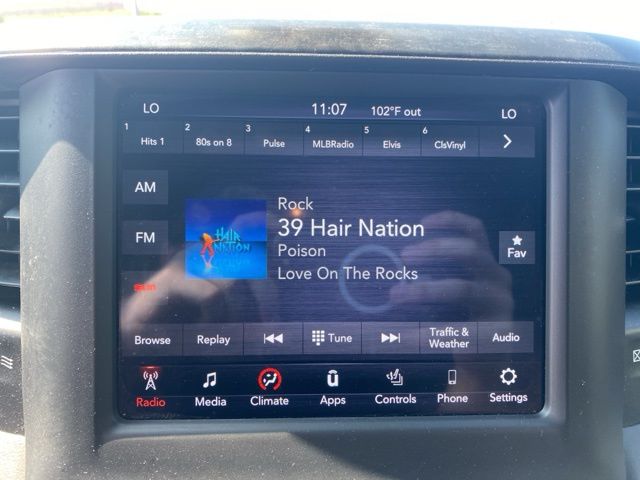 LO 11:07 102°F out LO
1 Hits 1 2 80s on 8 3 Pulse 4 MLBRadio 5 Elvis 6 ClsVinyl
AM
FM
HAIR
NATION
Rock
39 Hair Nation
Poison
Love On The Rocks
Fav
Browse Replay Tune Traffic & Weather Audio
Radio Media Climate Apps Controls Phone Settings